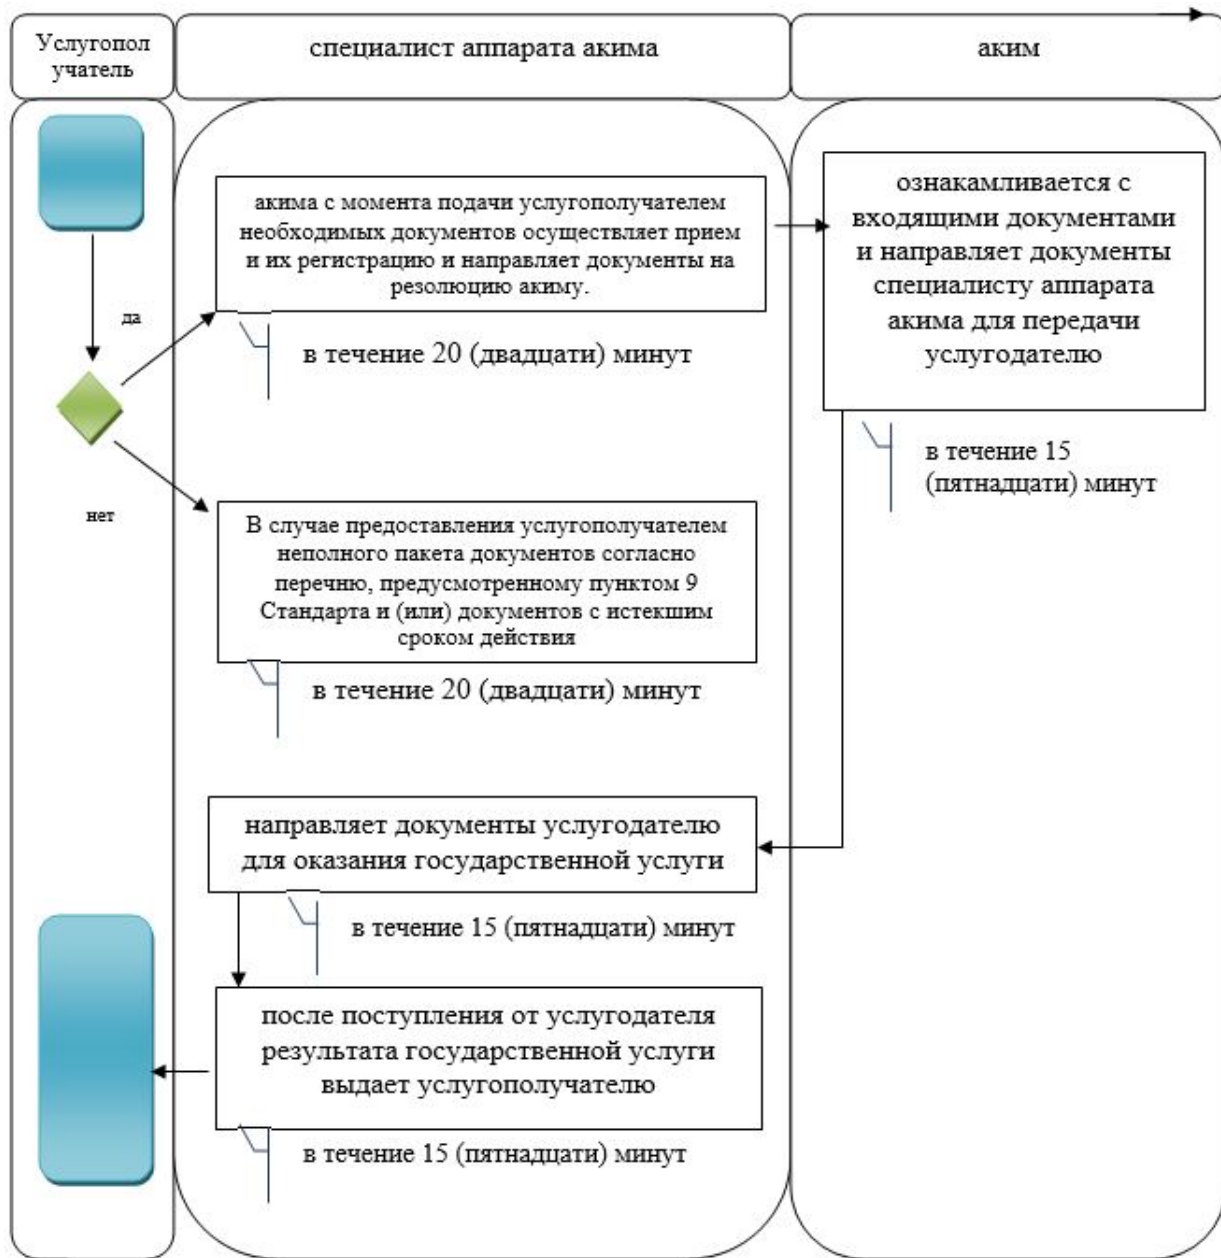 Услугопол
учатель
специалист аппарата акима
аким
акима с момента подачи услугополучателем
необходимых документов осуществляет прием
и их регистрацию и направляет документы на
резолюцию акиму.
ознакамливается с
входящими документами
и направляет документы
специалисту аппарата
акима для передачи
услугодателю
да
в течение 20 (двадцати) минут
в течение 15
(пятнадцати) минут
нет
В случае предоставления услугополучателем
неполного пакета документов согласно
перечню, предусмотренному пунктом 9
Стандарта и (или) документов с истекшим
сроком действия
в течение 20 (двадцати) минут
направляет документы услугодателю
для оказания государственной услуги
в течение 15 (пятнадцати) минут
после поступления от услугодателя
результата государственной услуги
выдает услугополучателю
в течение 15 (пятнадцати) минут